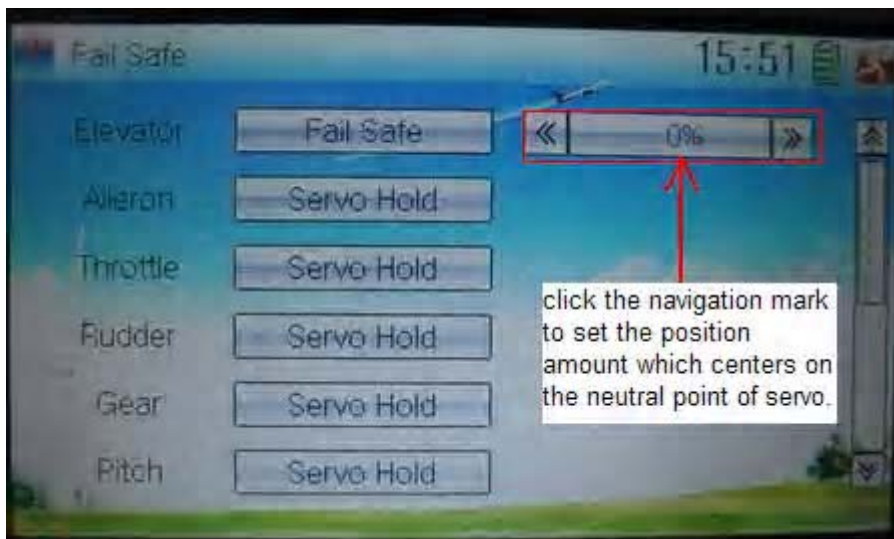 Fail Safe 15:51
Elevator Fail Safe « 0% »
Aileron Servo Hold
Throttle Servo Hold
click the navigation mark
to set the position
amount which centers on
the neutral point of servo.
Rudder Servo Hold
Gear Servo Hold
Pitch Servo Hold